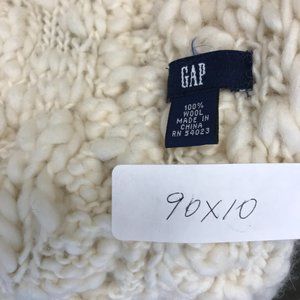 GAP
100%
WOOL
MADE IN
CHINA
RN 54023
90X10